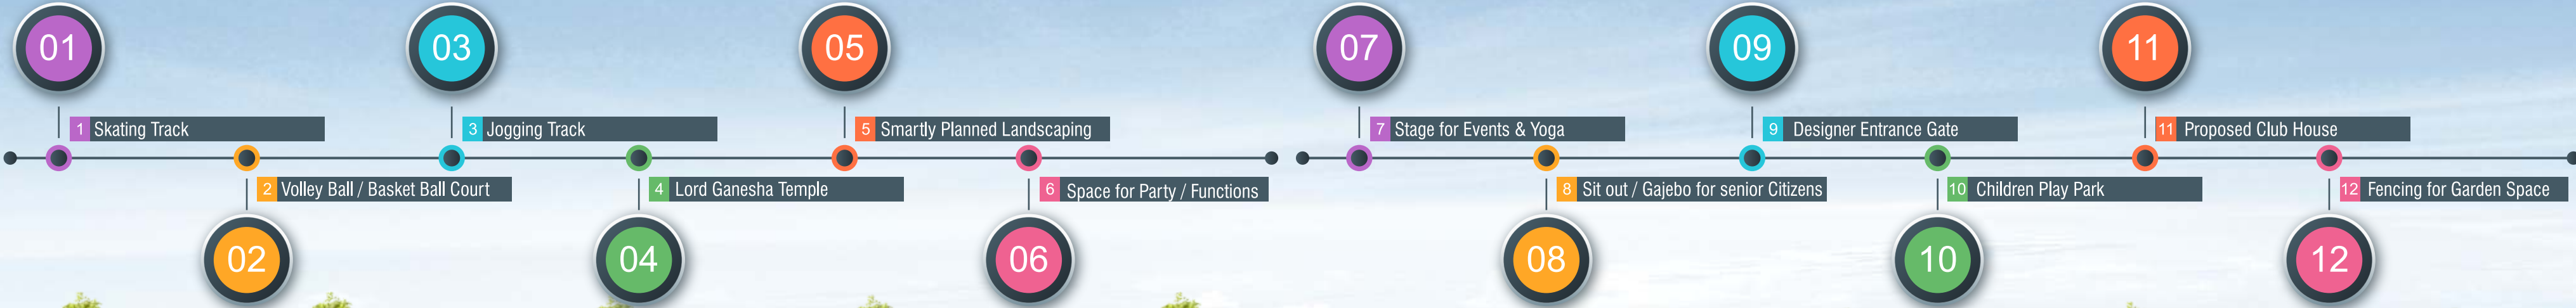 01
03
05
07
09
11
1 Skating Track
3 Jogging Track
5 Smartly Planned Landscaping
7 Stage for Events & Yoga
9 Designer Entrance Gate
11 Proposed Club House
2 Volley Ball / Basket Ball Court
4 Lord Ganesha Temple
6 Space for Party / Functions
8 Sit out / Gajebo for senior Citizens
10 Children Play Park
12 Fencing for Garden Space
02
04
06
08
10
12